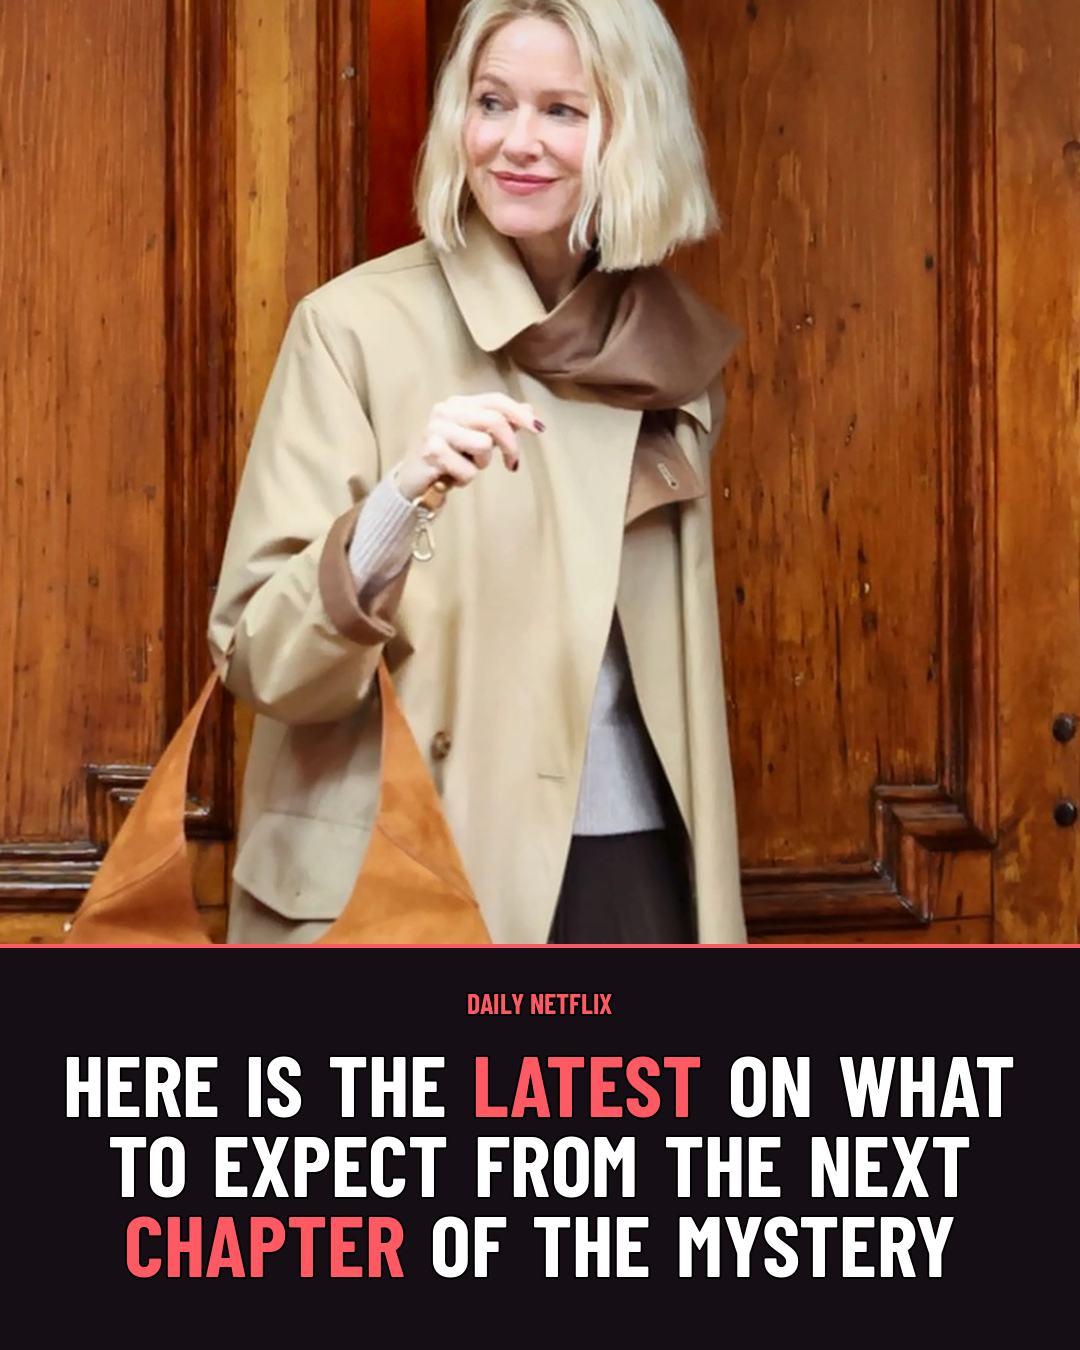 DAILY NETFLIX
HERE IS THE LATEST ON WHAT
TO EXPECT FROM THE NEXT
CHAPTER OF THE MYSTERY